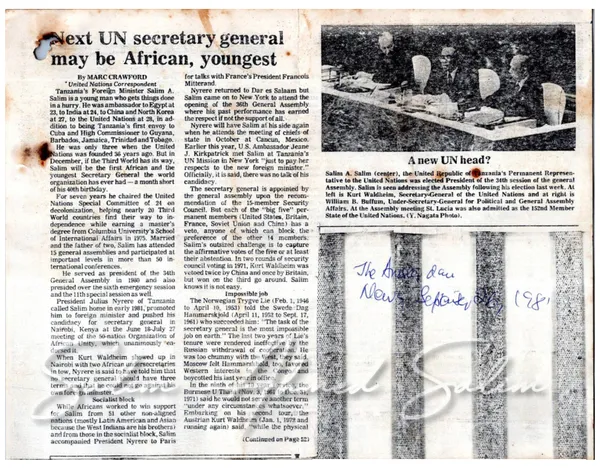 Next UN secretary general
may be African, youngest
By MARC CRAWFORD
United Nations Correspondent
Tanzania's Foreign Minister Salim A.
Salim is a young man who gets things done
in a hurry. He was ambassador to Egypt at
23, to India at 24, to China and North Korea
at 27, to the United Nations at 28, in ad-
dition to being Tanzania's first envoy to
Cuba and High Commissioner to Guyana,
Barbados, Jamaica, Trinidad and Tobago.
He was only three when the United
Nations was founded 36 years ago. But in
December, if the Third World has its way,
Salim will be the first African and the
youngest Secretary General the world
organisation has ever had — a month short
of his 40th birthday.
For seven years he chaired the United
Nations Special Committee of 24 on
decolonization, helping nearly 20 Third
World countries find their way to in-
dependence while earning a master's
degree from Columbia University's School
of International Affairs in 1975. Married
and the father of two, Salim has attended
15 general assemblies and participated at
important levels in more than 50 in-
ternational conferences.
He served as president of the 34th
General Assembly in 1980 and also
presided over the sixth emergency session
and the 11th special session as well.
President Julius Nyrere of Tanzania
called Salim home in early 1981, promoted
him to foreign minister and pushed his
candidacy for secretary general in
Nairobi, Kenya at the June 18-July 27
meeting of the 50-nation Organization of
African Unity, which unanimously
ed it.
When Kurt Waldheim showed up in
Nairobi with two African undersecretaries
in tow, Nyrere is said to have told him that
no secretary general should have three
terms
own foreign minister.
Socialist block
While Africans worked to win support
for Salim from 51 other non-aligned
nations (mostly Latin American and Asian
because the West Indians are his brothers)
and from those in the socialist block, Salim
accompanied President Nyrere to Paris
for talks with France's President Francois
Mitterand.
Nyrere returned to Dar es Salaam but
Salim came on to New York to attend the
opening of the 36th General Assembly
where his past performance has earned
the respect if not the support of all.
Nyrere will have Salim at his side again
when he attends the meeting of chiefs of
state in October at Cancun, Mexico.
Earlier this year, U.S. Ambassador Jeane
J. Kirkpatrick met Salim at Tanzania's
UN Mission in New York "just to pay her
respects to the new foreign minister."
Officially, it is said, there was no talk of his
candidacy.
The secretary general is appointed by
the general assembly upon the recom-
mendation of the 15-member Security
Council. But each of the "big five" per-
manent members (United States, Britain,
France, Soviet Union and China) has a
veto, anyone of which can block the
preference of the other 14 members.
Salim's outsized challenge is to capture
the affirmative votes of the five or at least
their abstention. In two rounds of security
council voting in 1971, Kurt Waldheim was
vetoed twice by China and once by Britain,
but won on the third go around. Salim
knows it is not easy.
Impossible job
The Norwegian Trygve Lie (Feb. 1, 1946
to April 10, 1953) told the Swede Dag
Hammarskjold (April 11, 1953 to Sept. 17,
1961) who succeeded him: "The task of the
secretary general is the most impossible
job on earth." The last two years of Lie's
tenure were rendered ineffectual by the
Russian withdrawal of
was too chummy with the
Moscow felt Hammarskjold, too, favored
Western interests
boycotted his last year in office.
In the ninth of
Burmese U Thant (Nov.
1971) said he would not serve another term
"under any circumstances whatsoever."
Embarking on his second tour, the
Austrian Kurt Waldheim (Jan. 1, 1972 and
running again) said, "while the physical
(Continued on Page 52)
A new UN head?
Salim A. Salim (center), the United Republic of Tanzania's Permanent Represen-
tative to the United Nations was elected President of the 34th session of the general
Assembly. Salim is seen addressing the Assembly following his election last work. At
left is Kurt Waldheim, Secretary-General of the United Nations and at right is
William B. Buffum, Under-Secretary-General for Political and General Assembly
Affairs. At the Assembly meeting St. Lucia was also admitted as the 152nd Member
State of the United Nations. (Y. Nagata Photo).
The Amsterdam
News 1981
Salim Ahmed Salim